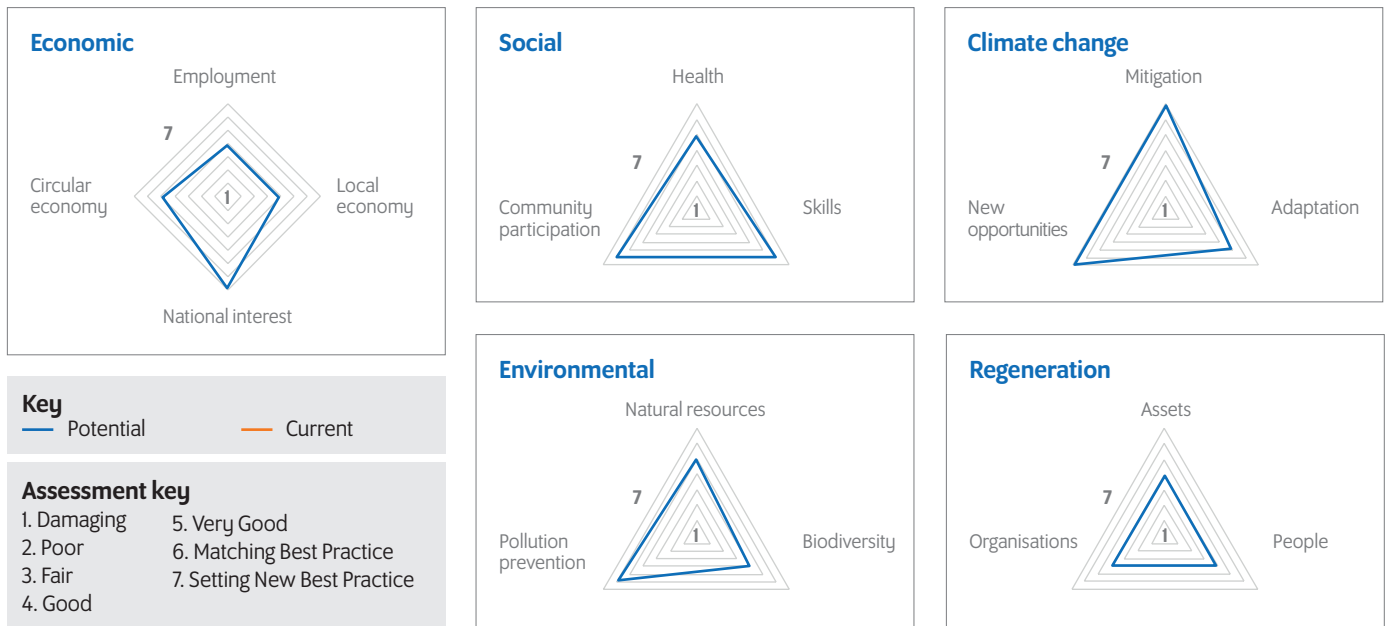 Economic
Employment
7
Circular
economy
1
Local
economy
National interest
Social
Health
7
Community
participation
1
Skills
Climate change
Mitigation
7
New
opportunities
1
Adaptation
Key
Potential
Current
Assessment key
1. Damaging
2. Poor
3. Fair
4. Good
5. Very Good
6. Matching Best Practice
7. Setting New Best Practice
Environmental
Natural resources
7
Pollution
prevention
1
Biodiversity
Regeneration
Assets
7
Organisations
1
People